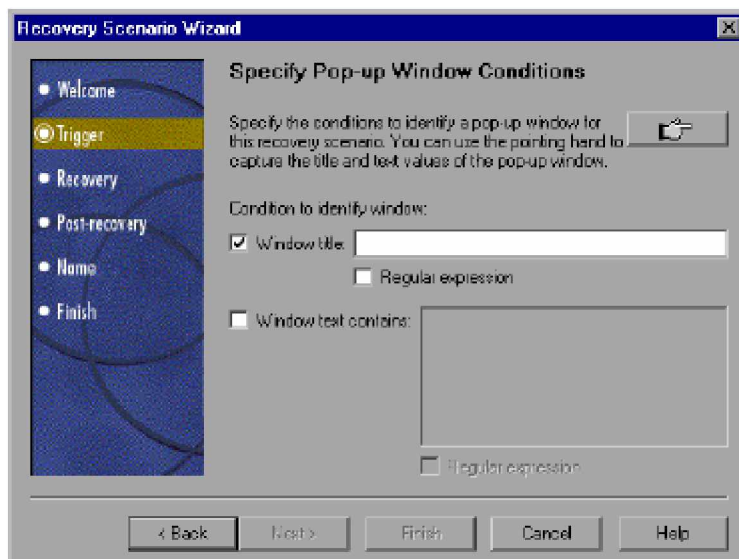 Recovery Scenario Wizard
Welcome
Trigger
Recovery
Post-recovery
Name
Finish
Specify Pop-up Window Conditions
Specify the conditions to identify a pop-up window for
this recovery scenario. You can use the pointing hand to
capture the title and text values of the pop-up window.
Condition to identify window:
Window title:
Regular expression
Window text contains:
Regular expression
< Back
Next >
Finish
Cancel
Help